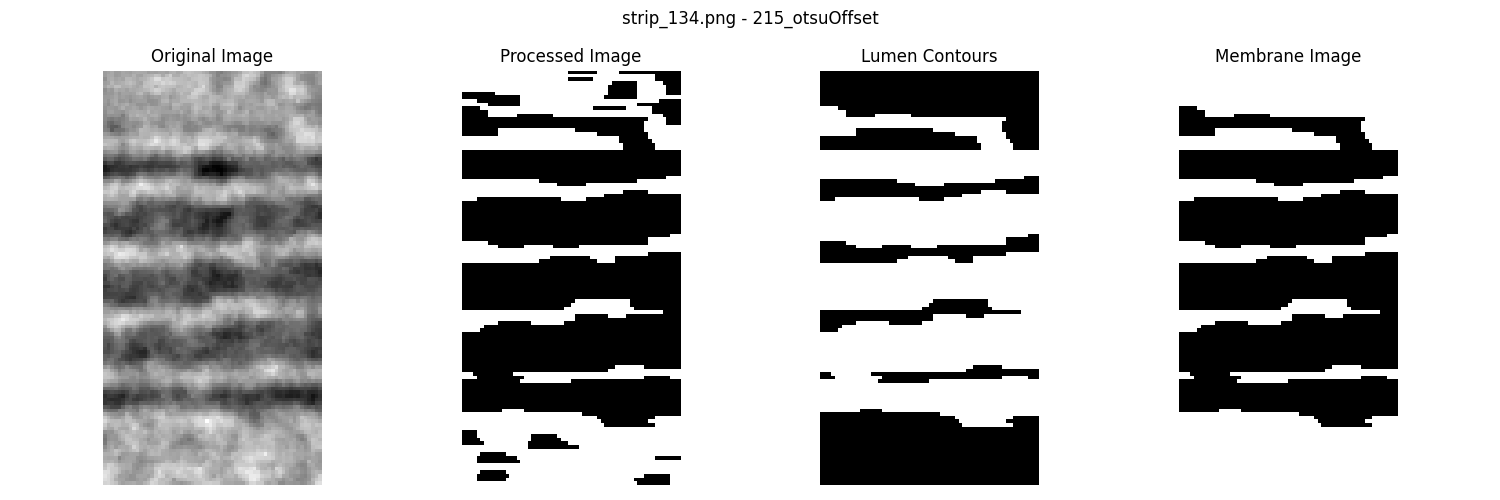 strip_134.png - 215_otsuOffset
Original Image
Processed Image
Lumen Contours
Membrane Image